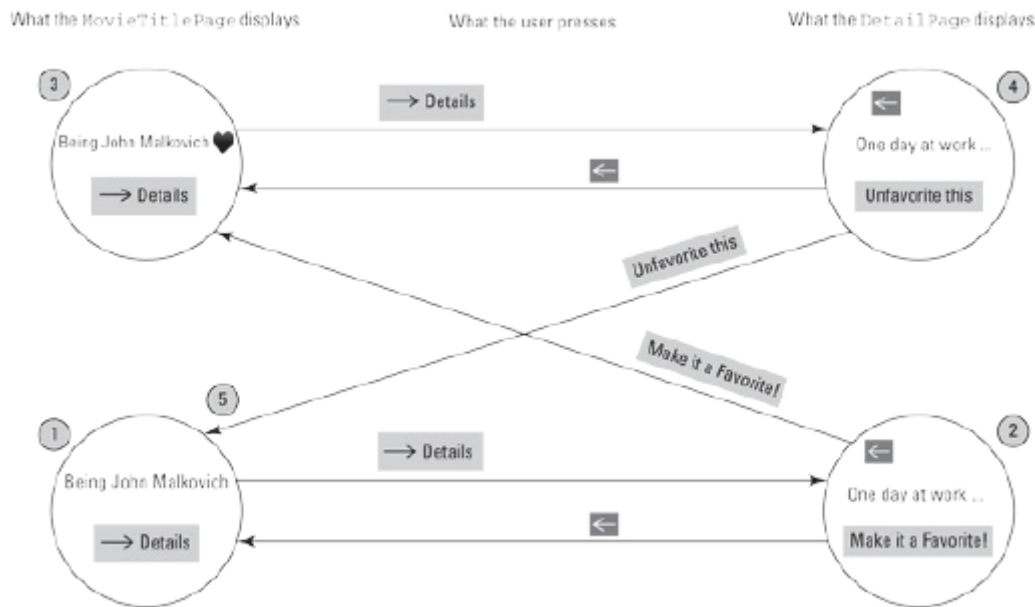 What the MovieTitlePage displays
What the user presses
What the DetailPage displays
3
→ Details
4
←
Being John Malkovich ♥
One day at work ...
←
→ Details
Unfavorite this
Unfavorite this
Make it a Favorite!
5
1
→ Details
2
←
Being John Malkovich
One day at work ...
←
→ Details
Make it a Favorite!